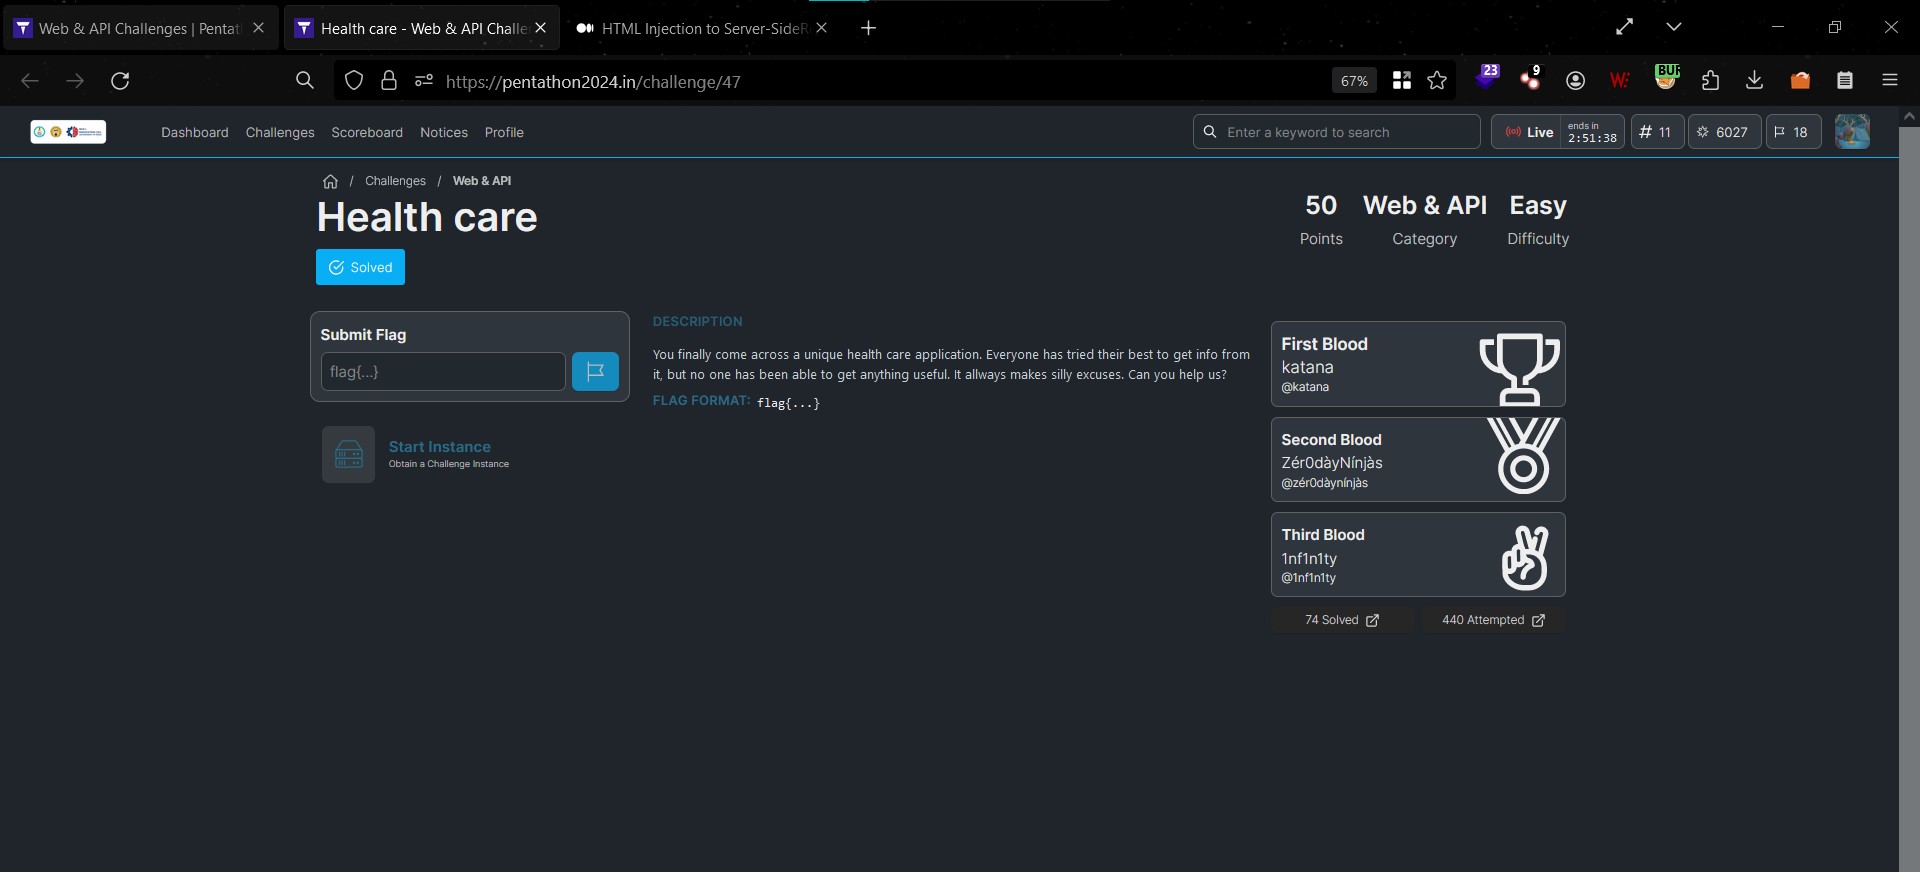 Web & API Challenges | Pentat
Health care - Web & API Challe
HTML Injection to Server-SideR
https://pentathon2024.in/challenge/47
67%
23
9
BUF
Dashboard
Challenges
Scoreboard
Notices
Profile
Enter a keyword to search
Live
ends in
2:51:38
# 11
6027
18
/ Challenges / Web & API
Health care
50
Points
Web & API
Category
Easy
Difficulty
Solved
Submit Flag
flag{...}
Start Instance
Obtain a Challenge Instance
DESCRIPTION
You finally come across a unique health care application. Everyone has tried their best to get info from
it, but no one has been able to get anything useful. It allways makes silly excuses. Can you help us?
FLAG FORMAT: flag{...}
First Blood
katana
@katana
Second Blood
Zér0dàyNínjàs
@zér0dàynínjàs
Third Blood
1nf1n1ty
@1nf1n1ty
74 Solved
440 Attempted